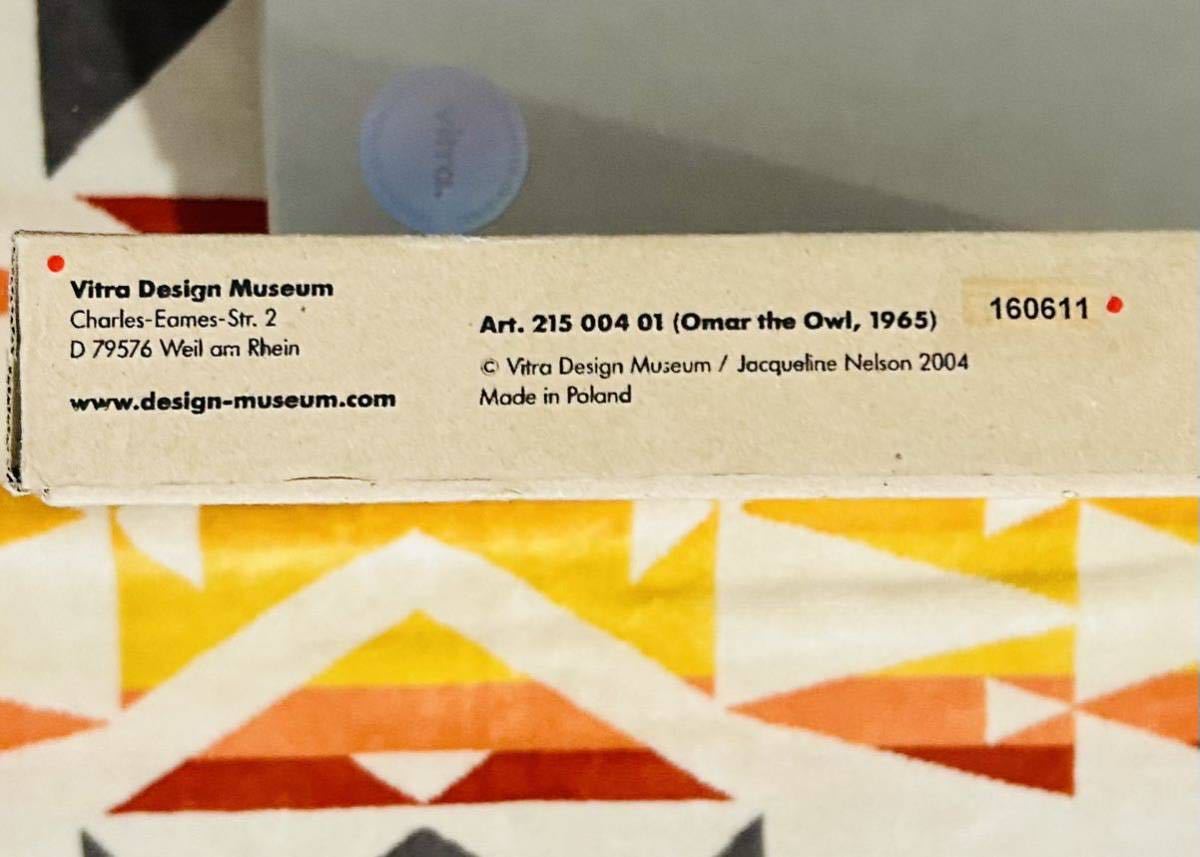 vitra.
Vitra Design Museum
Charles-Eames-Str. 2
D 79576 Weil am Rhein
www.design-museum.com
Art. 215 004 01 (Omar the Owl, 1965)
© Vitra Design Museum / Jacqueline Nelson 2004
Made in Poland
160611